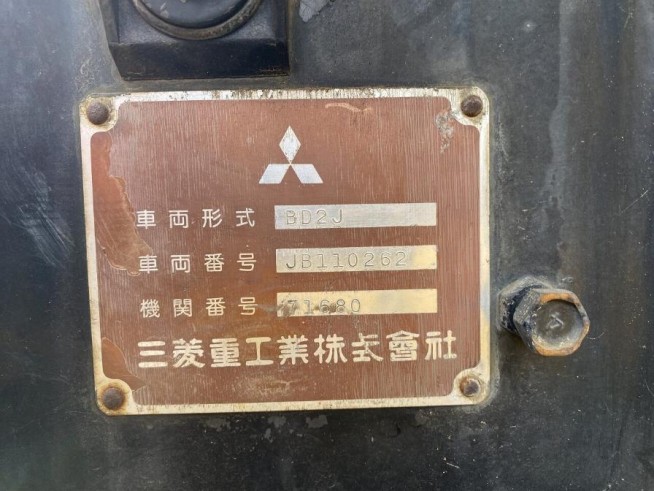 車両形式 BD2J
車両番号 JB110262
機関番号 71680
三菱重工業株式會社